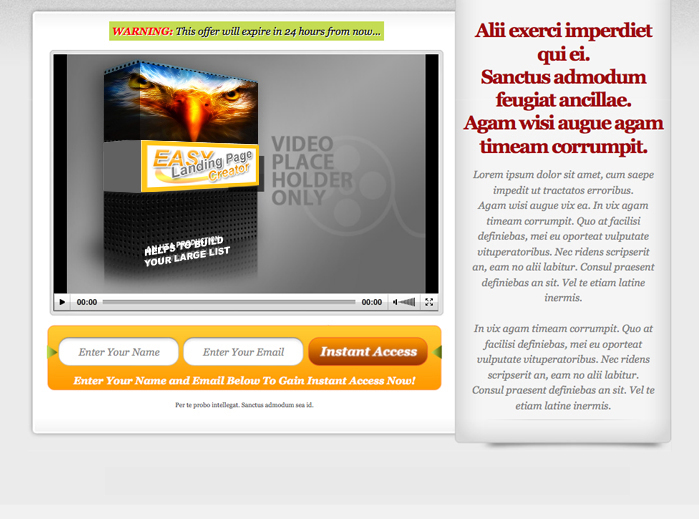 WARNING: This offer will expire in 24 hours from now...
EASY
Landing Page
Creator
HELPS TO BUILD
YOUR LARGE LIST
VIDEO
PLACE
HOLDER
ONLY
00:00
00:00
Enter Your Name
Enter Your Email
Instant Access
Enter Your Name and Email Below To Gain Instant Access Now!
Per te probo intellegat. Sanctus admodum sea id.
Alii exerci imperdiet
qui ei.
Sanctus admodum
feugiat ancillae.
Agam wisi augue agam
timeam corrumpit.
Lorem ipsum dolor sit amet, cum saepe
impedit ut tractatos erroribus.
Agam wisi augue vix ea. In vix agam
timeam corrumpit. Quo at facilisi
definiebas, mei eu oporteat vulputate
vituperatoribus. Nec ridens scripserit
an, eam no alii labitur. Consul praesent
definiebas an sit. Vel te etiam latine
inermis.
In vix agam timeam corrumpit. Quo at
facilisi definiebas, mei eu oporteat
vulputate vituperatoribus. Nec ridens
scripserit an, eam no alii labitur.
Consul praesent definiebas an sit. Vel te
etiam latine inermis.